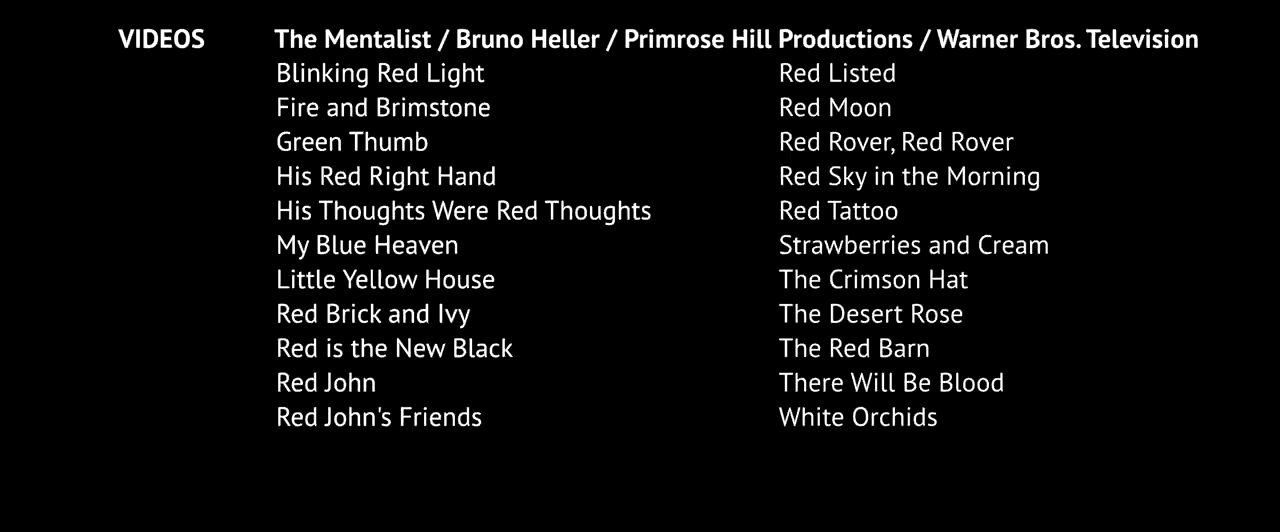 VIDEOS The Mentalist / Bruno Heller / Primrose Hill Productions / Warner Bros. Television
Blinking Red Light
Fire and Brimstone
Green Thumb
His Red Right Hand
His Thoughts Were Red Thoughts
My Blue Heaven
Little Yellow House
Red Brick and Ivy
Red is the New Black
Red John
Red John's Friends
Red Listed
Red Moon
Red Rover, Red Rover
Red Sky in the Morning
Red Tattoo
Strawberries and Cream
The Crimson Hat
The Desert Rose
The Red Barn
There Will Be Blood
White Orchids